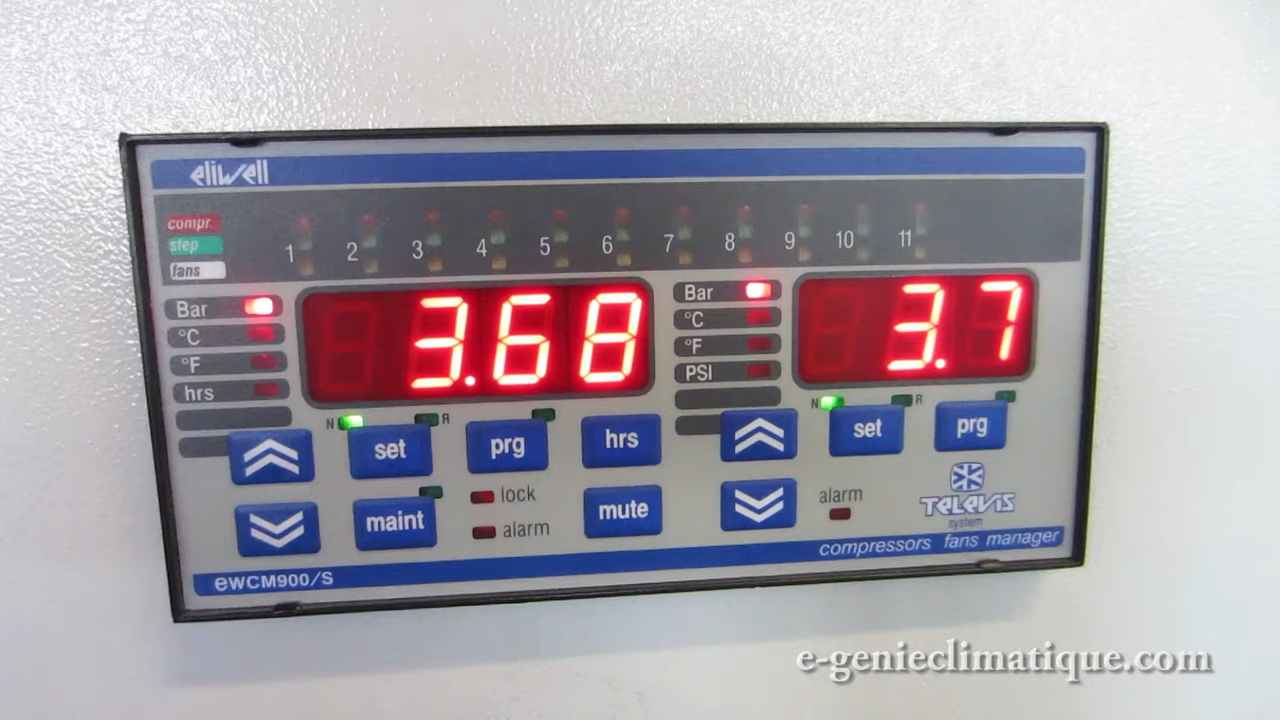 eliwell
compr.
step
fans
1 2 3 4 5 6 7 8 9 10 11
Bar
°C
°F
hrs
3.68
Bar
°C
°F
PSI
3.7
N R
set
prg
hrs
N R
set
prg
maint
lock
alarm
mute
alarm
TELEVIS
system
compressors fans manager
eWCM900/S
e-genieclimatique.com